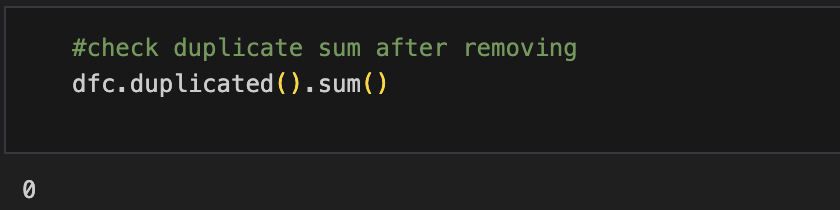 #check duplicate sum after removing
dfc.duplicated().sum()
0